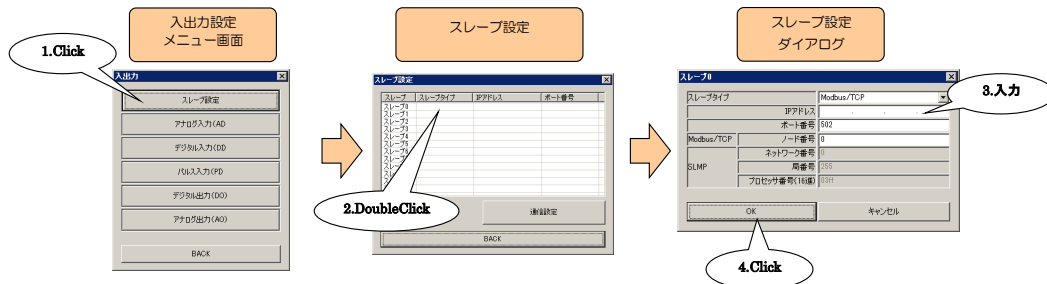 入出力設定
メニュー画面
1.Click
入出力
スレーブ設定
アナログ入力(AD
デジタル入力(DD
パルス入力(PD
デジタル出力(DO)
アナログ出力(AO)
BACK
スレーブ設定
スレーブ設定
スレーブ スレーブタイプ IPアドレス ポート番号
スレーブ0
スレーブ1
スレーブ2
スレーブ3
スレーブ4
スレーブ5
スレーブ6
2.DoubleClick
通信設定
BACK
スレーブ設定
ダイアログ
スレーブ0
スレーブタイプ Modbus/TCP
IPアドレス . . .
ポート番号 502
Modbus/TCP ノード番号 0
ネットワーク番号 0
SLMP 局番号 255
プロセッサ番号(16進) 03H
3.入力
OK キャンセル
4.Click